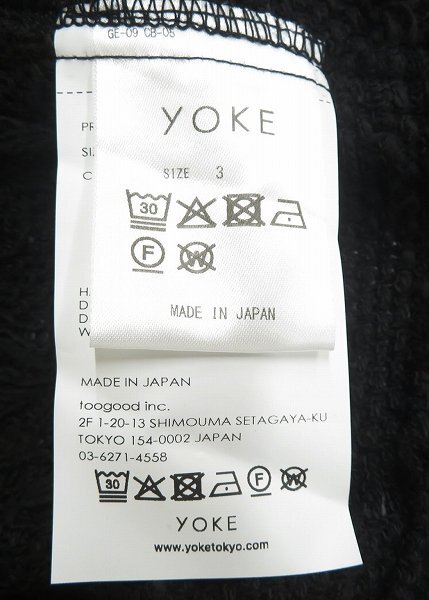 GE-09 CB-05
YOKE
SIZE 3
30
F W
MADE IN JAPAN
MADE IN JAPAN
toogood inc.
2F 1-20-13 SHIMOUMA SETAGAYA-KU
TOKYO 154-0002 JAPAN
03-6271-4558
30 F W
YOKE
www.yoketokyo.com